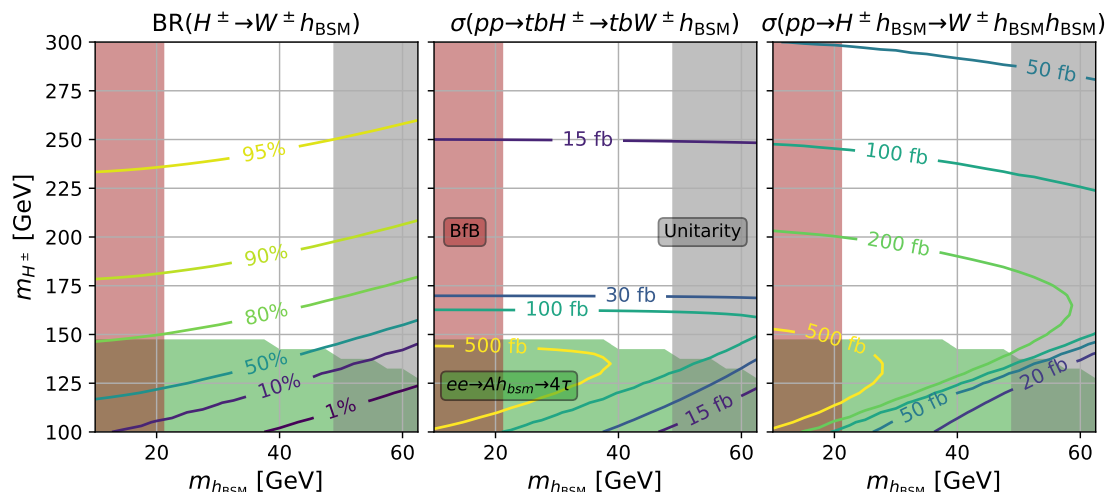 BR(H^± → W^± h_BSM)
σ(pp→tbH^±→tbW^± h_BSM)
σ(pp→H^± h_BSM→W^± h_BSM h_BSM)
m_H^± [GeV]
300
275
250
225
200
175
150
125
100
95%
90%
80%
50%
10%
1%
20
40
60
m_h_BSM [GeV]
15 fb
BfB
Unitarity
30 fb
100 fb
500 fb
ee→Ah_bsm→4τ
15 fb
20
40
60
m_h_BSM [GeV]
50 fb
100 fb
200 fb
500 fb
20 fb
50 fb
20
40
60
m_h_BSM [GeV]